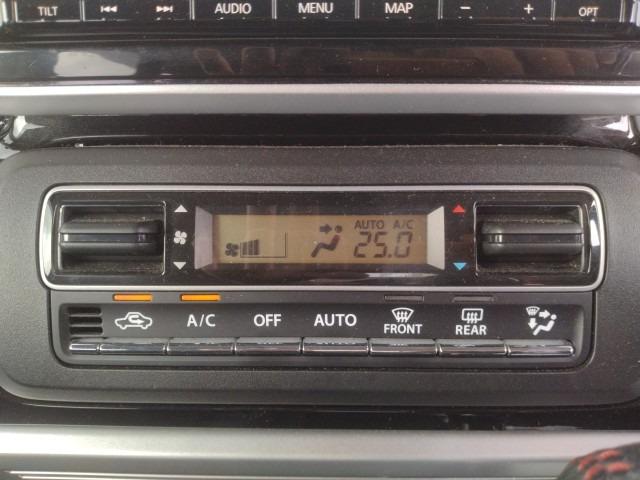 TILT AUDIO MENU MAP − + OPT
AUTO A/C
25.0
A/C OFF AUTO FRONT REAR